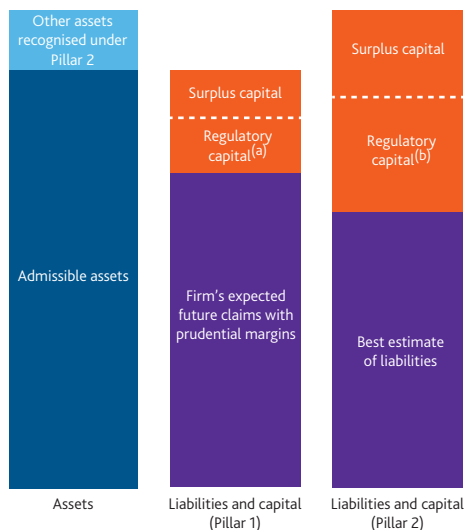 Other assets
recognised under
Pillar 2
Admissible assets
Assets
Surplus capital
Regulatory
capital(a)
Firm's expected
future claims with
prudential margins
Liabilities and capital
(Pillar 1)
Surplus capital
Regulatory
capital(b)
Best estimate
of liabilities
Liabilities and capital
(Pillar 2)